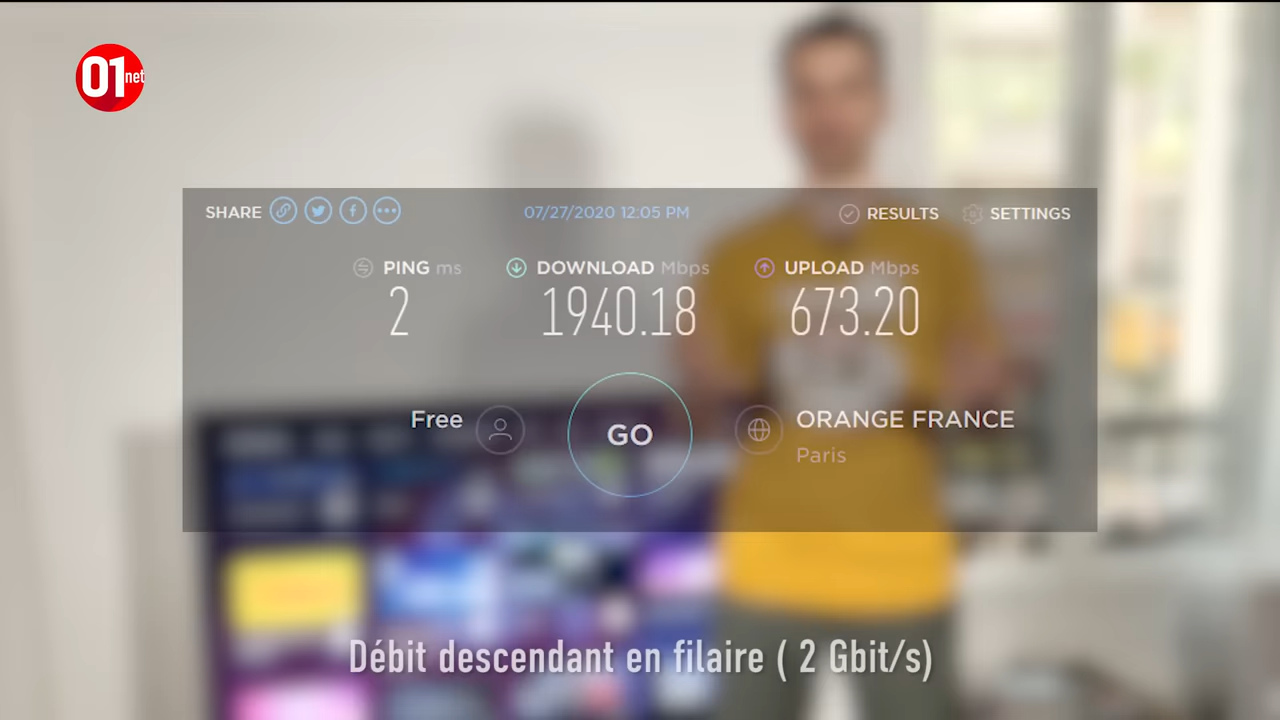 01net
SHARE 07/27/2020 12:05 PM RESULTS SETTINGS
PING ms DOWNLOAD Mbps UPLOAD Mbps
2 1940.18 673.20
Free GO ORANGE FRANCE
Paris
Débit descendant en filaire ( 2 Gbit/s)